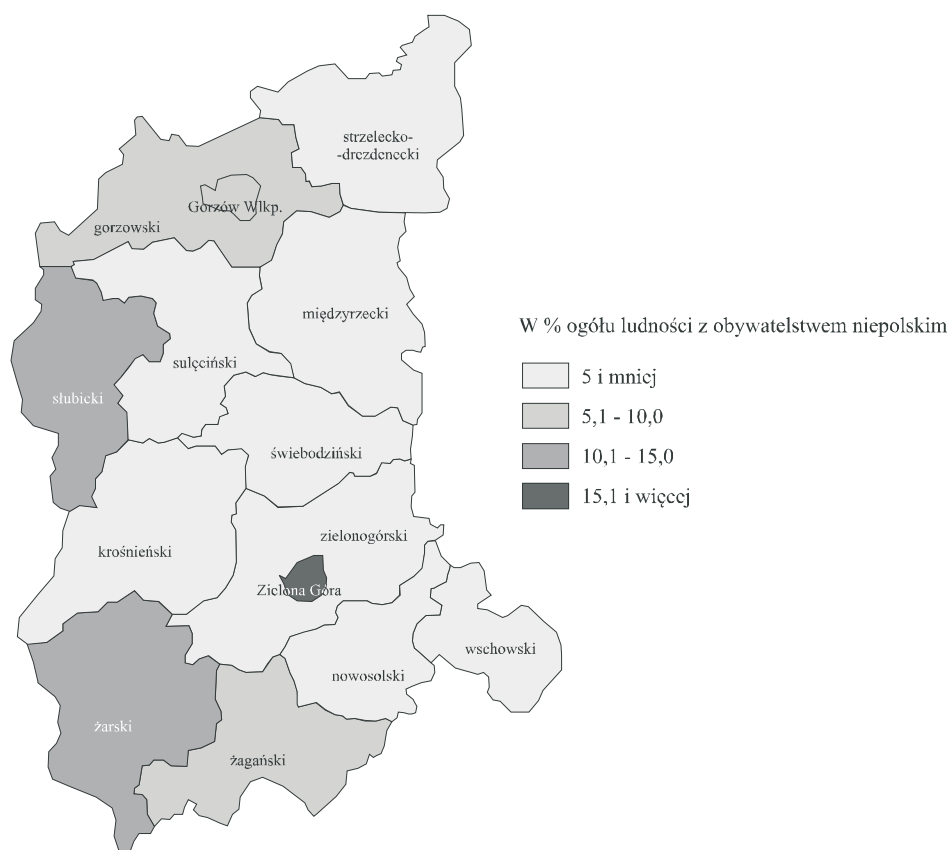 strzelecko-
-drezdenecki
Gorzów Wlkp.
gorzowski
międzyrzecki
W % ogółu ludności z obywatelstwem niepolskim
sulęciński
5 i mniej
słubicki
5,1 - 10,0
świebodziński
10,1 - 15,0
15,1 i więcej
zielonogórski
krośnieński
Zielona Góra
wschowski
nowosolski
żarski
żagański